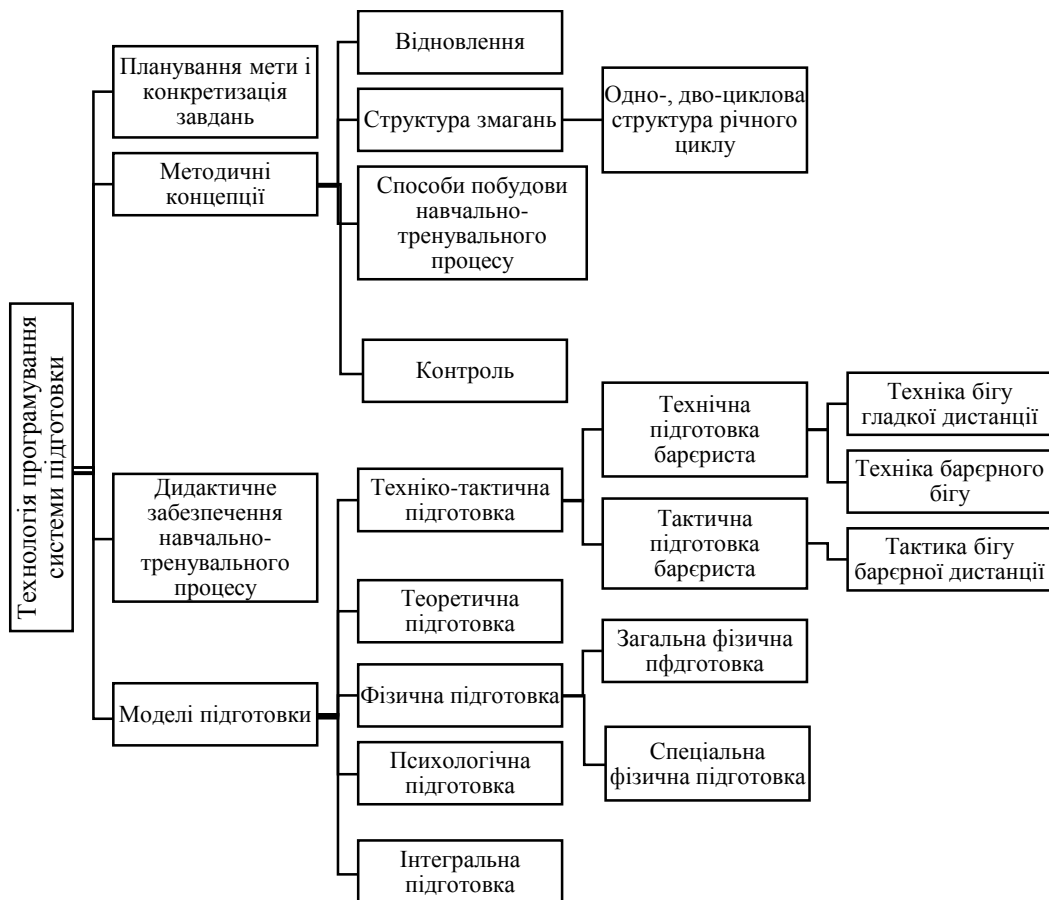 Технологія програмування
системи підготовки
Планування мети і
конкретизація
завдань
Методичні
концепції
Дидактичне
забезпечення
навчально-
тренувального
процесу
Моделі підготовки
Відновлення
Структура змагань
Способи побудови
навчально-
тренувального
процесу
Контроль
Одно-, дво-циклова
структура річного
циклу
Техніко-тактична
підготовка
Теоретична
підготовка
Фізична підготовка
Психологічна
підготовка
Інтегральна
підготовка
Технічна
підготовка
барєриста
Тактична
підготовка
барєриста
Загальна фізична
пфдготовка
Спеціальна
фізична підготовка
Техніка бігу
гладкої дистанції
Техніка барєрного
бігу
Тактика бігу
барєрної дистанції